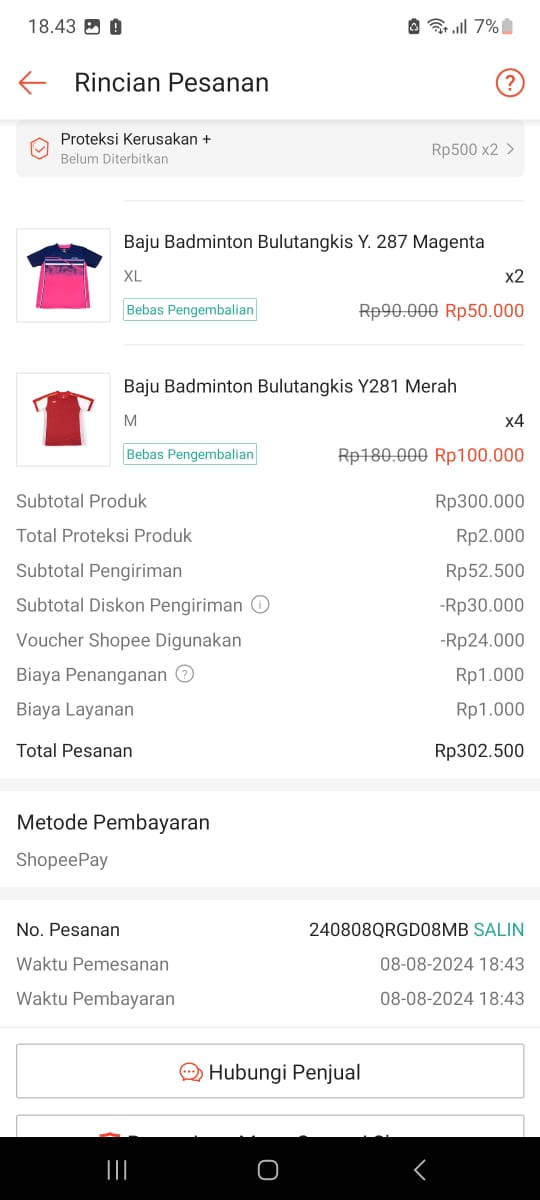 18.43
7%
Rincian Pesanan
?
Proteksi Kerusakan +
Belum Diterbitkan
Rp500 x2
Baju Badminton Bulutangkis Y. 287 Magenta
XL
x2
Bebas Pengembalian
Rp90.000 Rp50.000
Baju Badminton Bulutangkis Y281 Merah
M
x4
Bebas Pengembalian
Rp180.000 Rp100.000
Subtotal Produk Rp300.000
Total Proteksi Produk Rp2.000
Subtotal Pengiriman Rp52.500
Subtotal Diskon Pengiriman -Rp30.000
Voucher Shopee Digunakan -Rp24.000
Biaya Penanganan ? Rp1.000
Biaya Layanan Rp1.000
Total Pesanan Rp302.500
Metode Pembayaran
ShopeePay
No. Pesanan 240808QRGD08MB SALIN
Waktu Pemesanan 08-08-2024 18:43
Waktu Pembayaran 08-08-2024 18:43
Hubungi Penjual